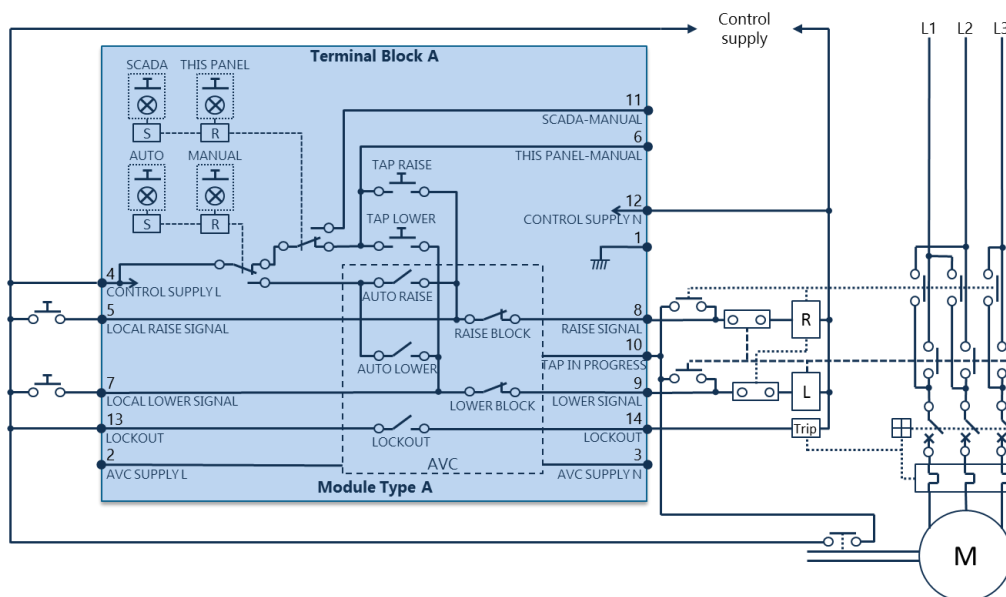 Control
supply
L1
L2
L3
Terminal Block A
SCADA
THIS PANEL
S
R
AUTO
MANUAL
S
R
11
SCADA-MANUAL
6
THIS PANEL-MANUAL
TAP RAISE
12
CONTROL SUPPLY N
TAP LOWER
1
4
CONTROL SUPPLY L
AUTO RAISE
5
LOCAL RAISE SIGNAL
RAISE BLOCK
8
RAISE SIGNAL
R
10
TAP IN PROGRESS
AUTO LOWER
7
LOCAL LOWER SIGNAL
LOWER BLOCK
9
LOWER SIGNAL
L
13
LOCKOUT
LOCKOUT
14
LOCKOUT
Trip
2
AVC SUPPLY L
AVC
3
AVC SUPPLY N
Module Type A
M